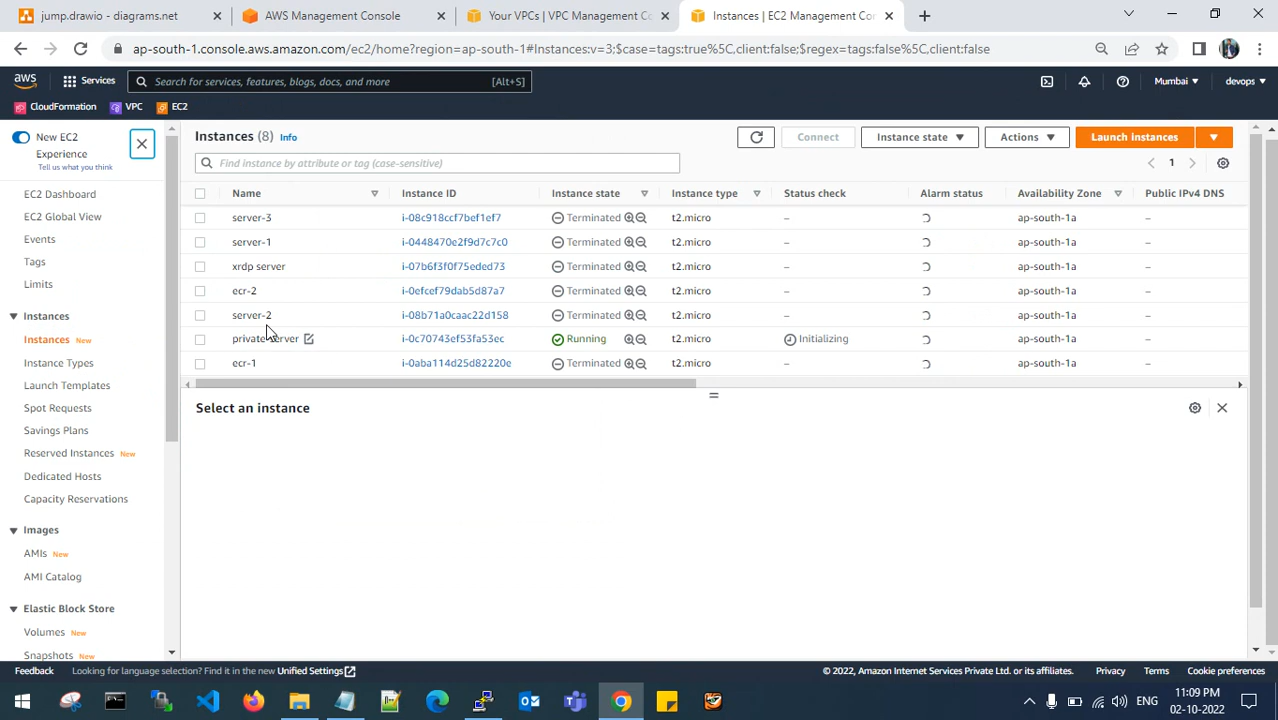 jump.drawio - diagrams.net
AWS Management Console
Your VPCs | VPC Management Co
Instances | EC2 Management Con
ap-south-1.console.aws.amazon.com/ec2/home?region=ap-south-1#Instances:v=3;$case=tags:true%5C,client:false;$regex=tags:false%5C,client:false
aws
Services
Search for services, features, blogs, docs, and more
[Alt+S]
Mumbai
devops
CloudFormation
VPC
EC2
New EC2
Experience
Tell us what you think
EC2 Dashboard
EC2 Global View
Events
Tags
Limits
Instances
Instances New
Instance Types
Launch Templates
Spot Requests
Savings Plans
Reserved Instances New
Dedicated Hosts
Capacity Reservations
Images
AMIs New
AMI Catalog
Elastic Block Store
Volumes New
Snapshots New
Instances (8) Info
Connect
Instance state
Actions
Launch Instances
Find instance by attribute or tag (case-sensitive)
1
Name Instance ID Instance state Instance type Status check Alarm status Availability Zone Public IPv4 DNS
server-3 i-08c918ccf7bef1ef7 Terminated t2.micro – ap-south-1a –
server-1 i-0448470e2f9d7c7c0 Terminated t2.micro – ap-south-1a –
xrdp server i-07b6f3f0f75eded73 Terminated t2.micro – ap-south-1a –
ecr-2 i-0efcef79dab5d87a7 Terminated t2.micro – ap-south-1a –
server-2 i-08b71a0caac22d158 Terminated t2.micro – ap-south-1a –
private server i-0c70743ef53fa53ec Running t2.micro Initializing ap-south-1a –
ecr-1 i-0aba114d25d82220e Terminated t2.micro – ap-south-1a –
Select an instance
Feedback
Looking for language selection? Find it in the new Unified Settings
© 2022, Amazon Internet Services Private Ltd. or its affiliates.
Privacy
Terms
Cookie preferences
ENG
11:09 PM
02-10-2022